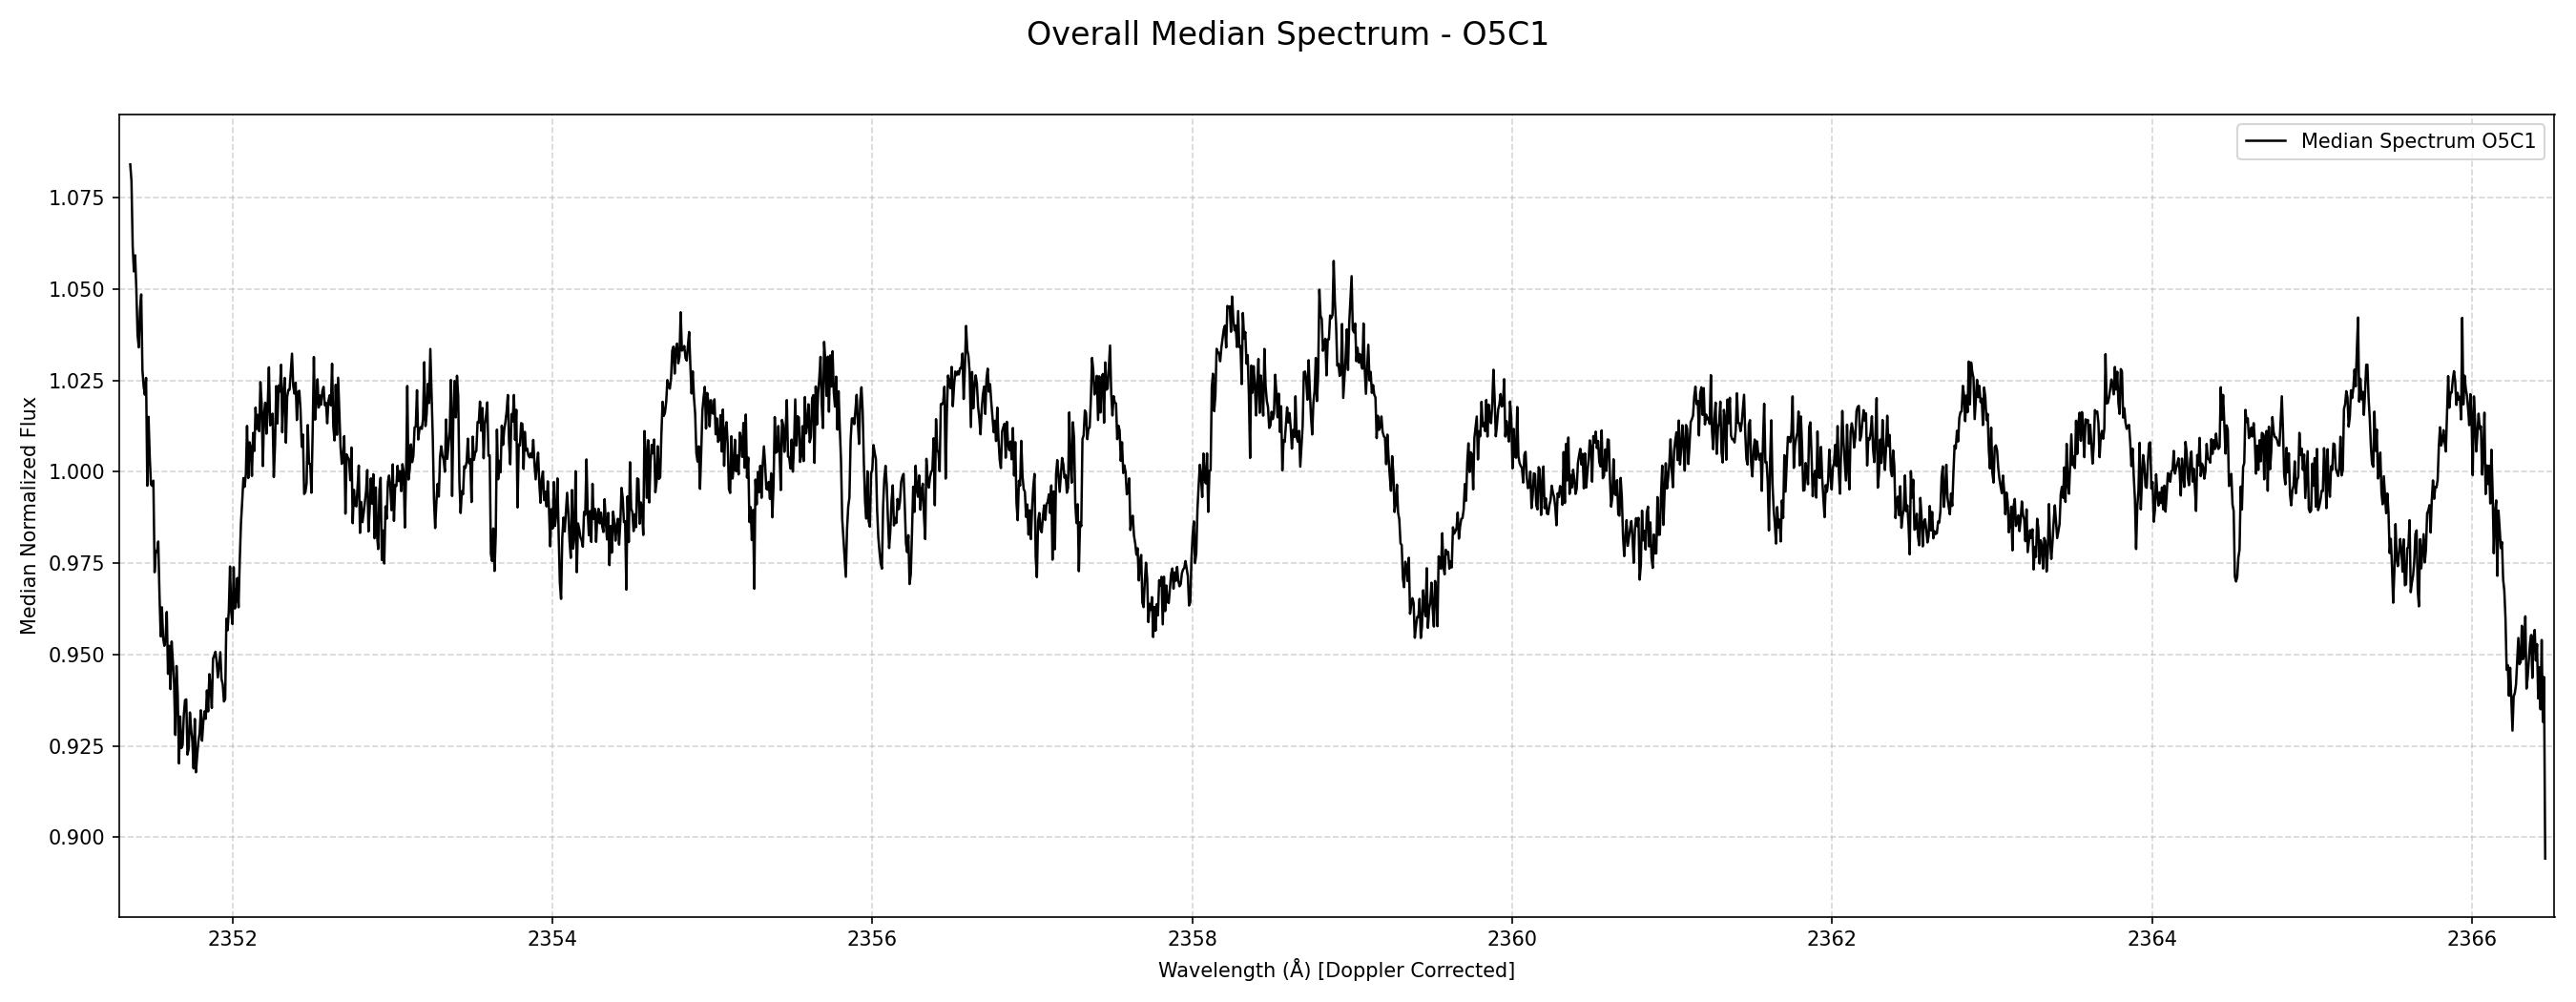 Overall Median Spectrum - O5C1
Median Spectrum O5C1
Median Normalized Flux
1.075
1.050
1.025
1.000
0.975
0.950
0.925
0.900
2352 2354 2356 2358 2360 2362 2364 2366
Wavelength (Å) [Doppler Corrected]